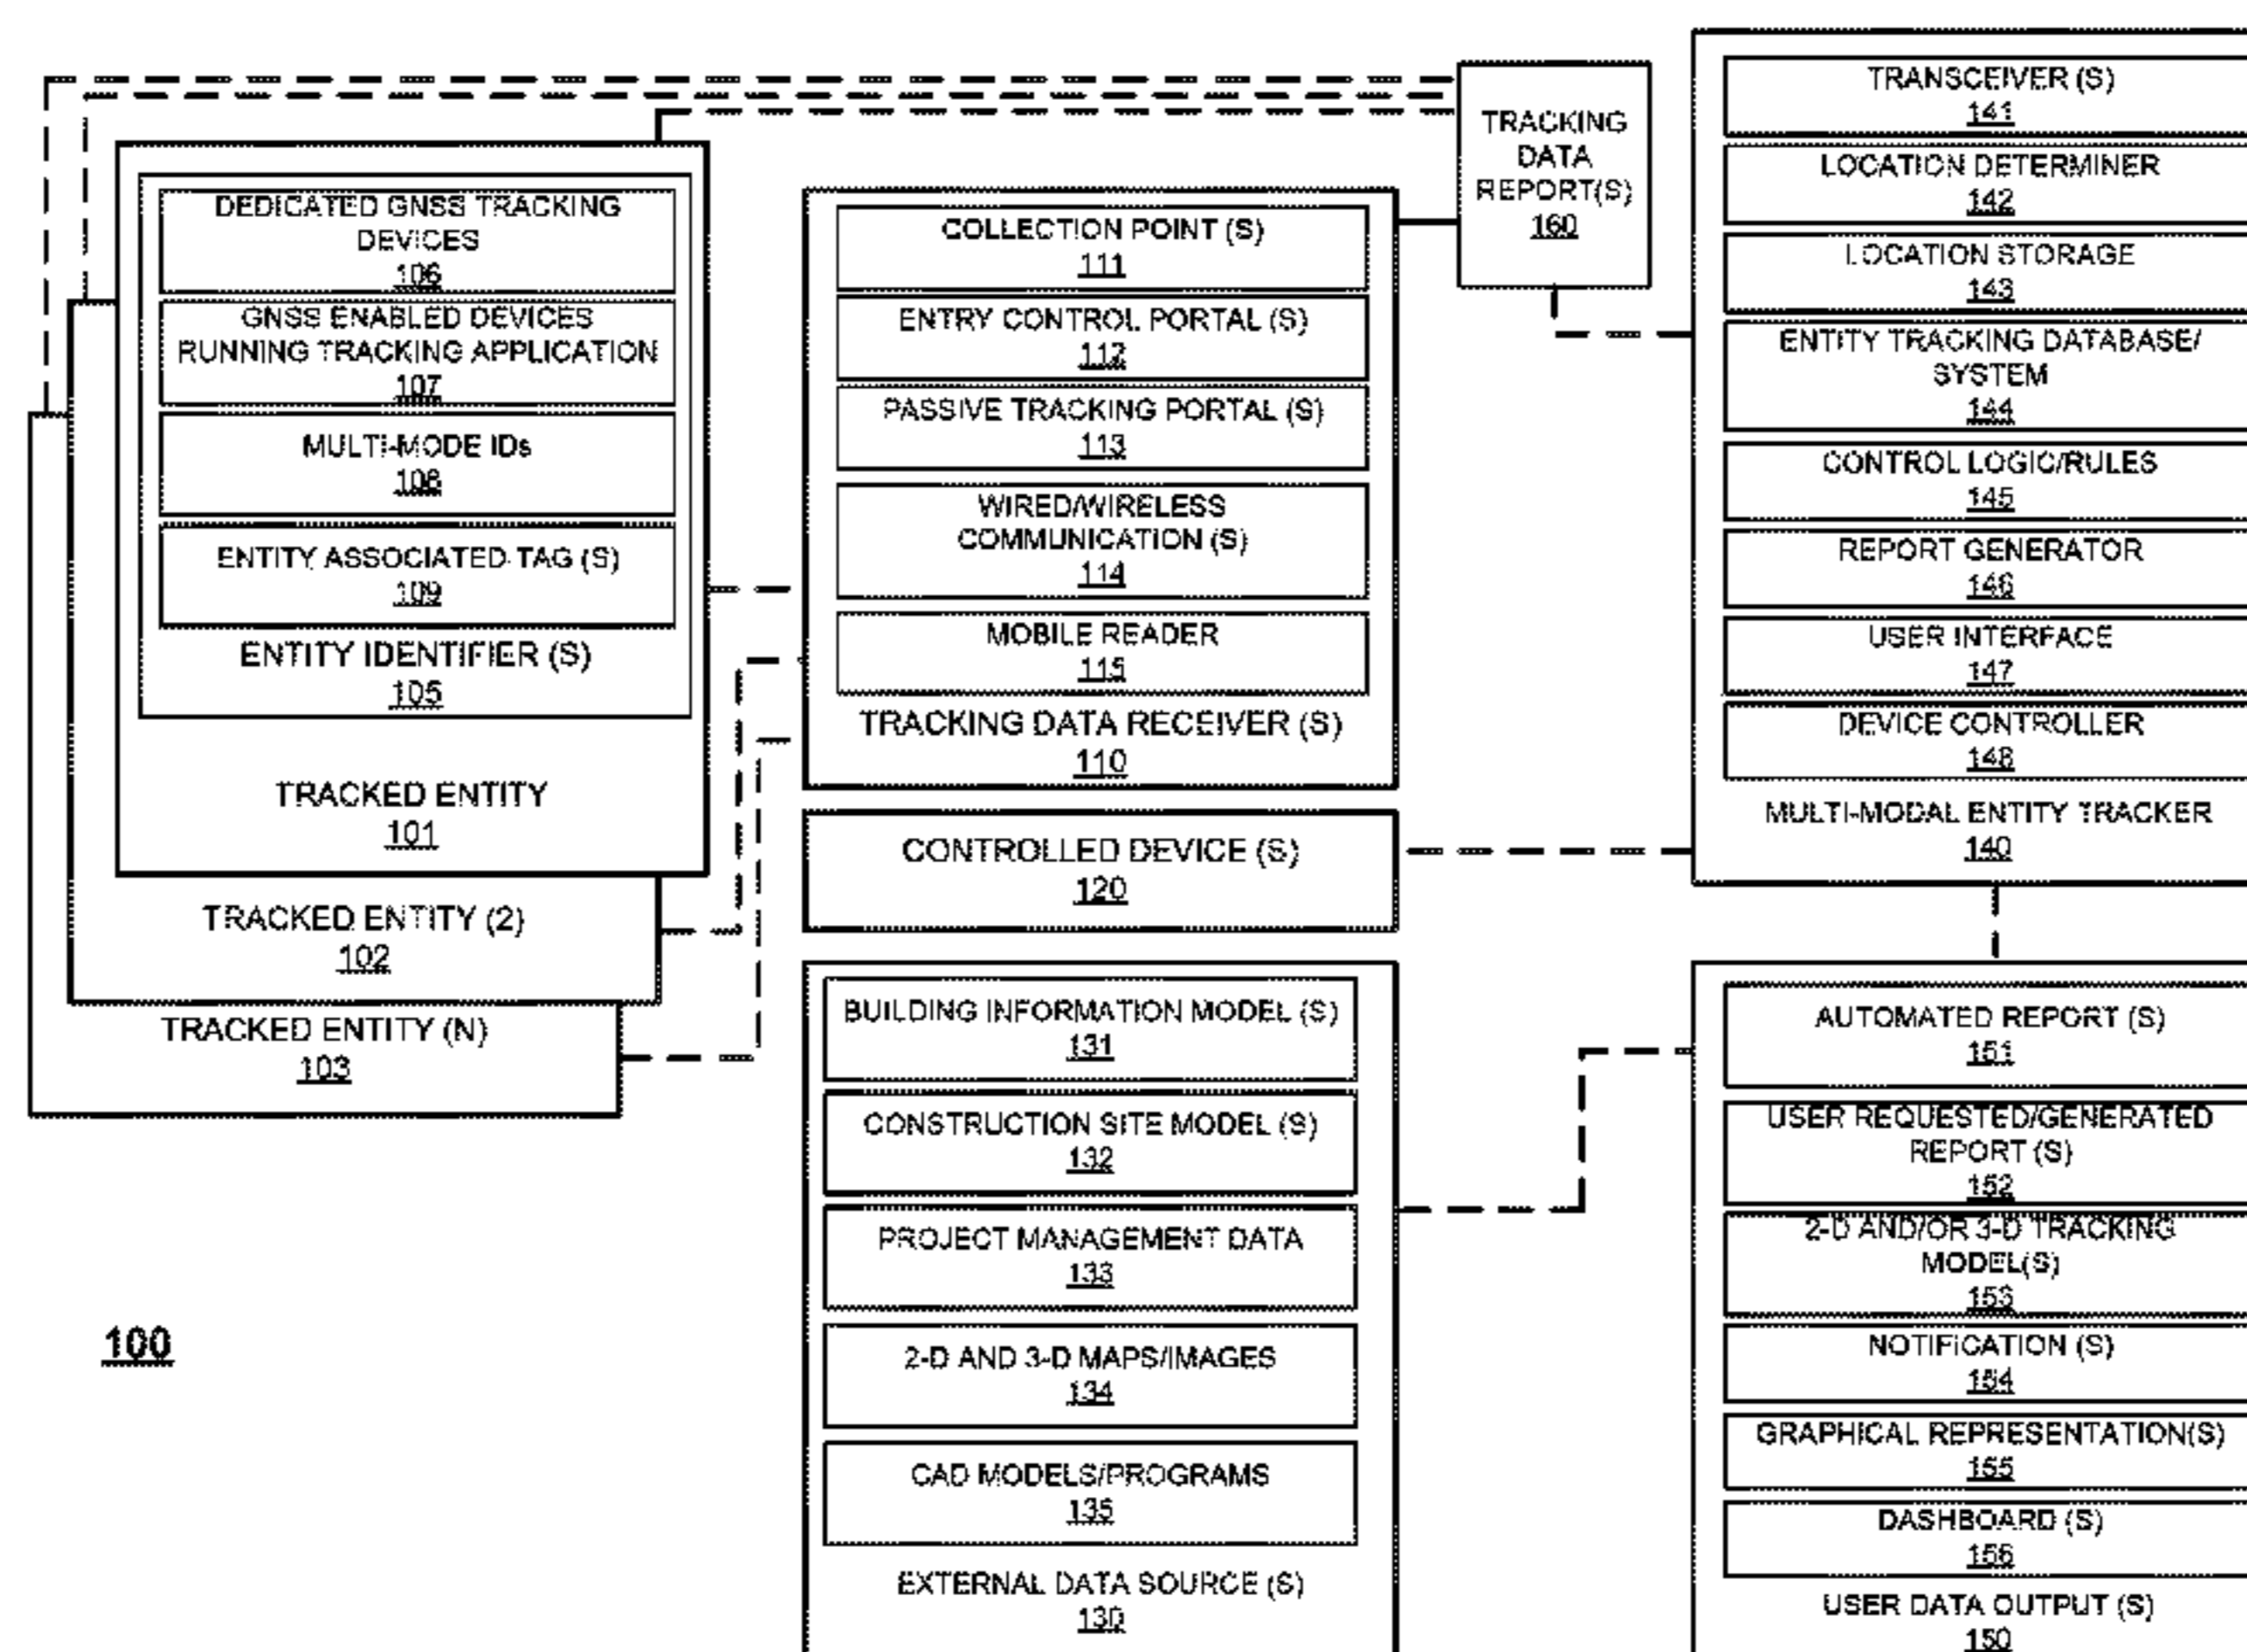 DEDICATED GNSS TRACKING
DEVICES
106
GNSS ENABLED DEVICES
RUNNING TRACKING APPLICATION
107
MULTI-MODE IDs
108
ENTITY ASSOCIATED TAG (S)
109
ENTITY IDENTIFIER (S)
105
TRACKED ENTITY
101
TRACKED ENTITY (2)
102
TRACKED ENTITY (N)
103
100
COLLECTION POINT (S)
111
ENTRY CONTROL PORTAL (S)
112
PASSIVE TRACKING PORTAL (S)
113
WIRED/WIRELESS
COMMUNICATION (S)
114
MOBILE READER
115
TRACKING DATA RECEIVER (S)
110
CONTROLLED DEVICE (S)
120
BUILDING INFORMATION MODEL (S)
131
CONSTRUCTION SITE MODEL (S)
132
PROJECT MANAGEMENT DATA
133
2-D AND 3-D MAPS/IMAGES
134
CAD MODELS/PROGRAMS
135
EXTERNAL DATA SOURCE (S)
130
TRACKING
DATA
REPORT(S)
160
TRANSCEIVER (S)
141
LOCATION DETERMINER
142
LOCATION STORAGE
143
ENTITY TRACKING DATABASE/
SYSTEM
144
CONTROL LOGIC/RULES
145
REPORT GENERATOR
146
USER INTERFACE
147
DEVICE CONTROLLER
148
MULTI-MODAL ENTITY TRACKER
140
AUTOMATED REPORT (S)
151
USER REQUESTED/GENERATED
REPORT (S)
152
2-D AND/OR 3-D TRACKING
MODEL(S)
153
NOTIFICATION (S)
154
GRAPHICAL REPRESENTATION(S)
155
DASHBOARD (S)
156
USER DATA OUTPUT (S)
150